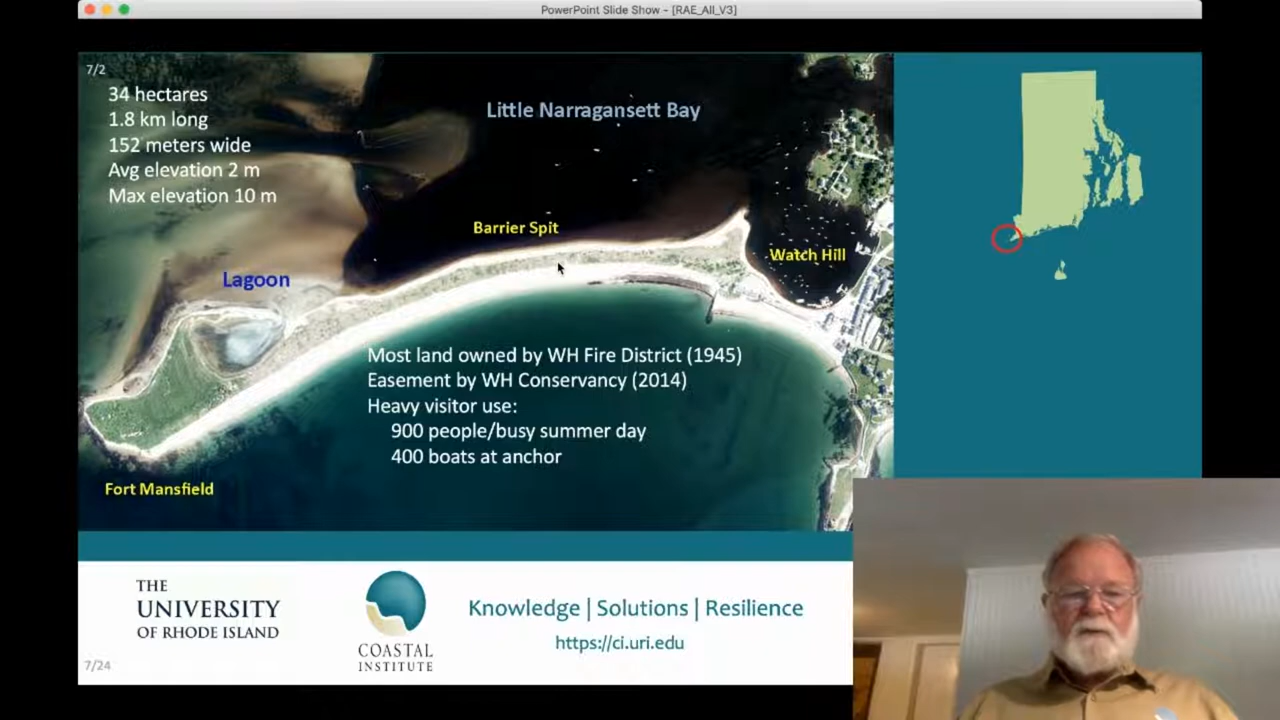 PowerPoint Slide Show - [RAE_All_V3]
7/2
34 hectares
1.8 km long
152 meters wide
Avg elevation 2 m
Max elevation 10 m
Little Narragansett Bay
Barrier Spit
Watch Hill
Lagoon
Most land owned by WH Fire District (1945)
Easement by WH Conservancy (2014)
Heavy visitor use:
900 people/busy summer day
400 boats at anchor
Fort Mansfield
THE
UNIVERSITY
OF RHODE ISLAND
COASTAL
INSTITUTE
Knowledge | Solutions | Resilience
https://ci.uri.edu
7/24